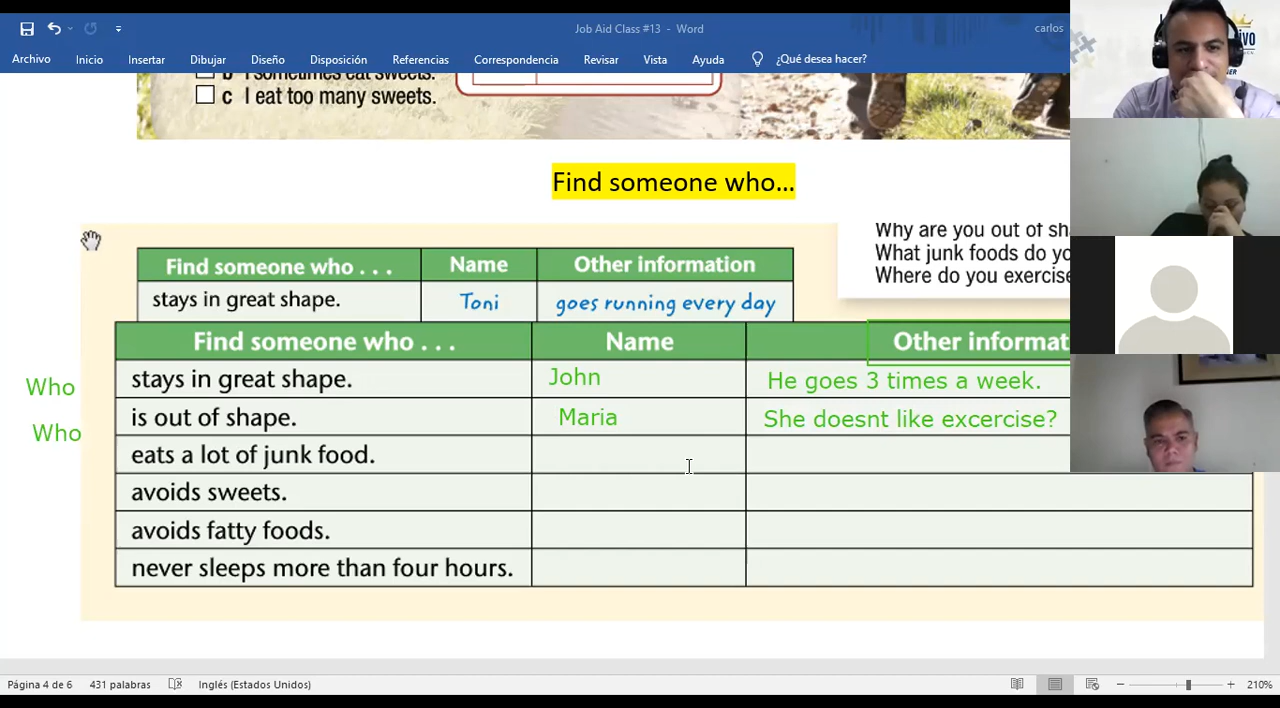 Job Aid Class #13 - Word
carlos
Archivo Inicio Insertar Dibujar Diseño Disposición Referencias Correspondencia Revisar Vista Ayuda ¿Qué desea hacer?
b I sometimes eat sweets.
c I eat too many sweets.
Find someone who...
Why are you out of sh
What junk foods do yo
Where do you exercise
Find someone who . . . Name Other information
stays in great shape. Toni goes running every day
Find someone who . . . Name Other informat
Who stays in great shape. John He goes 3 times a week.
Who is out of shape. Maria She doesnt like excercise?
eats a lot of junk food.
avoids sweets.
avoids fatty foods.
never sleeps more than four hours.
Página 4 de 6 431 palabras Inglés (Estados Unidos) 210%